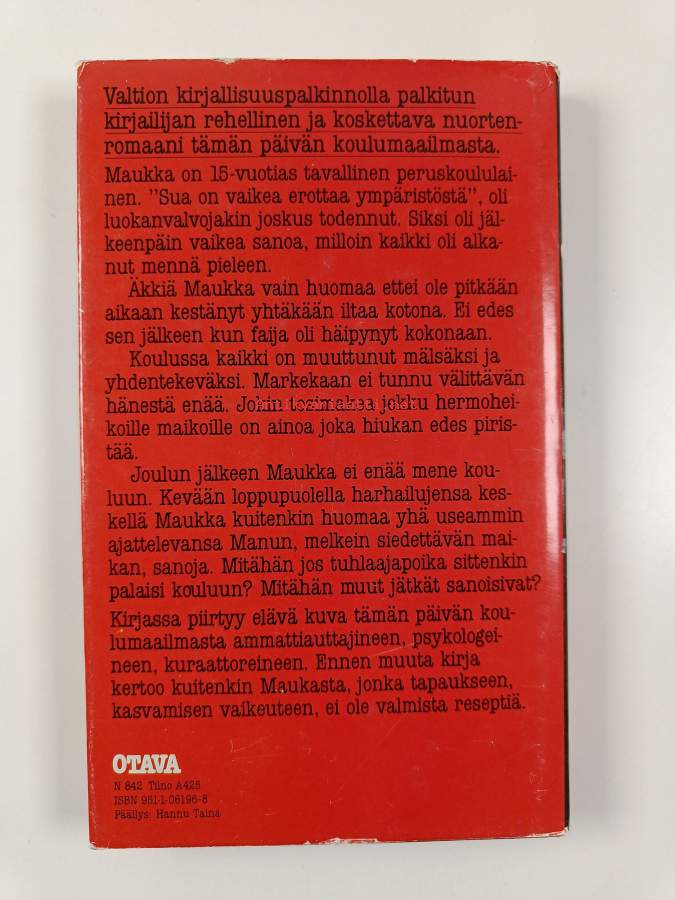 Valtion kirjallisuuspalkinnolla palkitun
kirjailijan rehellinen ja koskettava nuorten-
romaani tämän päivän koulumaailmasta.
Maukka on 15-vuotias tavallinen peruskoululai-
nen. "Sua on vaikea erottaa ympäristöstä", oli
luokanvalvojakin joskus todennut. Siksi oli jäl-
keenpäin vaikea sanoa, milloin kaikki oli alka-
nut mennä pieleen.
Äkkiä Maukka vain huomaa ettei ole pitkään
aikaan kestänyt yhtäkään iltaa kotona. Ei edes
sen jälkeen kun faija oli häipynyt kokonaan.
Koulussa kaikki on muuttunut mälsäksi ja
yhdentekeväksi. Markekaan ei tunnu välittävän
hänestä enää. Jokin tosimakea jekku hermohei-
koille maikoille on ainoa joka hiukan edes piris-
tää.
Joulun jälkeen Maukka ei enää mene kou-
luun. Kevään loppupuolella harhailujensa kes-
kellä Maukka kuitenkin huomaa yhä useammin
ajattelevansa Manun, melkein siedettävän mai-
kan, sanoja. Mitähän jos tuhlaajapoika sittenkin
palaisi kouluun? Mitähän muut jätkät sanoisivat?
Kirjassa piirtyy elävä kuva tämän päivän kou-
lumaailmasta ammattiauttajineen, psykologei-
neen, kuraattoreineen. Ennen muuta kirja
kertoo kuitenkin Maukasta, jonka tapaukseen,
kasvamisen vaikeuteen, ei ole valmista reseptiä.
OTAVA
N 842 Tiino A425
ISBN 951-1-06196-8
Päällys: Hannu Taina